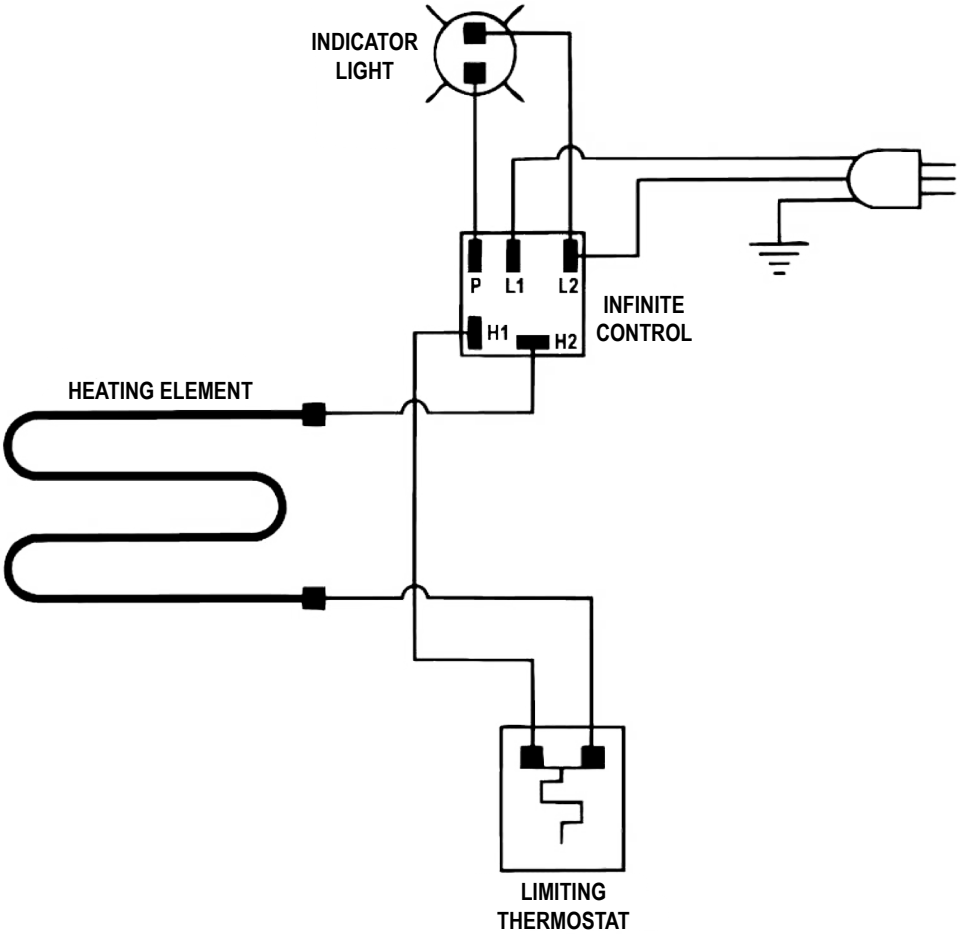 INDICATOR
LIGHT
P L1 L2
INFINITE
CONTROL
H1
H2
HEATING ELEMENT
LIMITING
THERMOSTAT